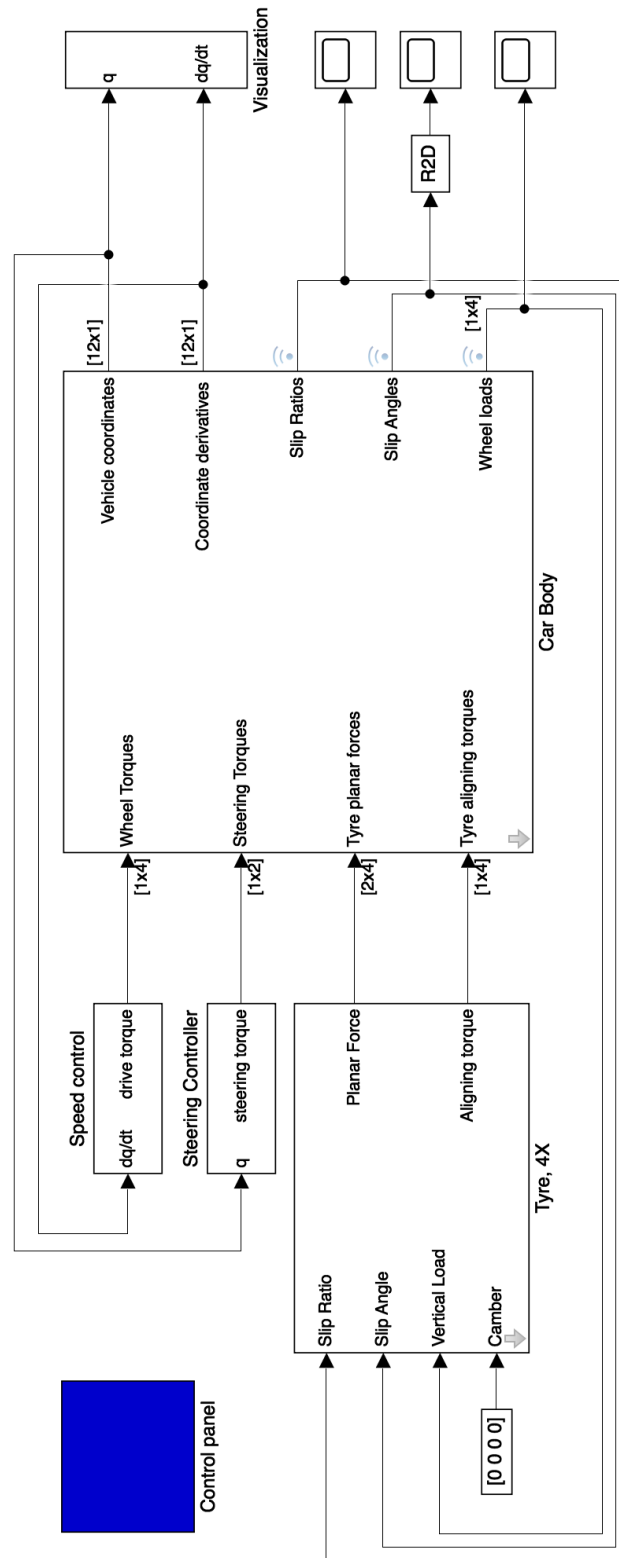 Control panel
Speed control
dq/dt
drive torque
Steering Controller
q
steering torque
Slip Ratio
Slip Angle
Vertical Load
Camber
[0 0 0 0]
Planar Force
Aligning torque
Tyre, 4X
[1x4]
[1x2]
[2x4]
[1x4]
Wheel Torques
Steering Torques
Tyre planar forces
Tyre aligning torques
Vehicle coordinates
Coordinate derivatives
Slip Ratios
Slip Angles
Wheel loads
Car Body
[12x1]
[12x1]
[1x4]
R2D
q
dq/dt
Visualization